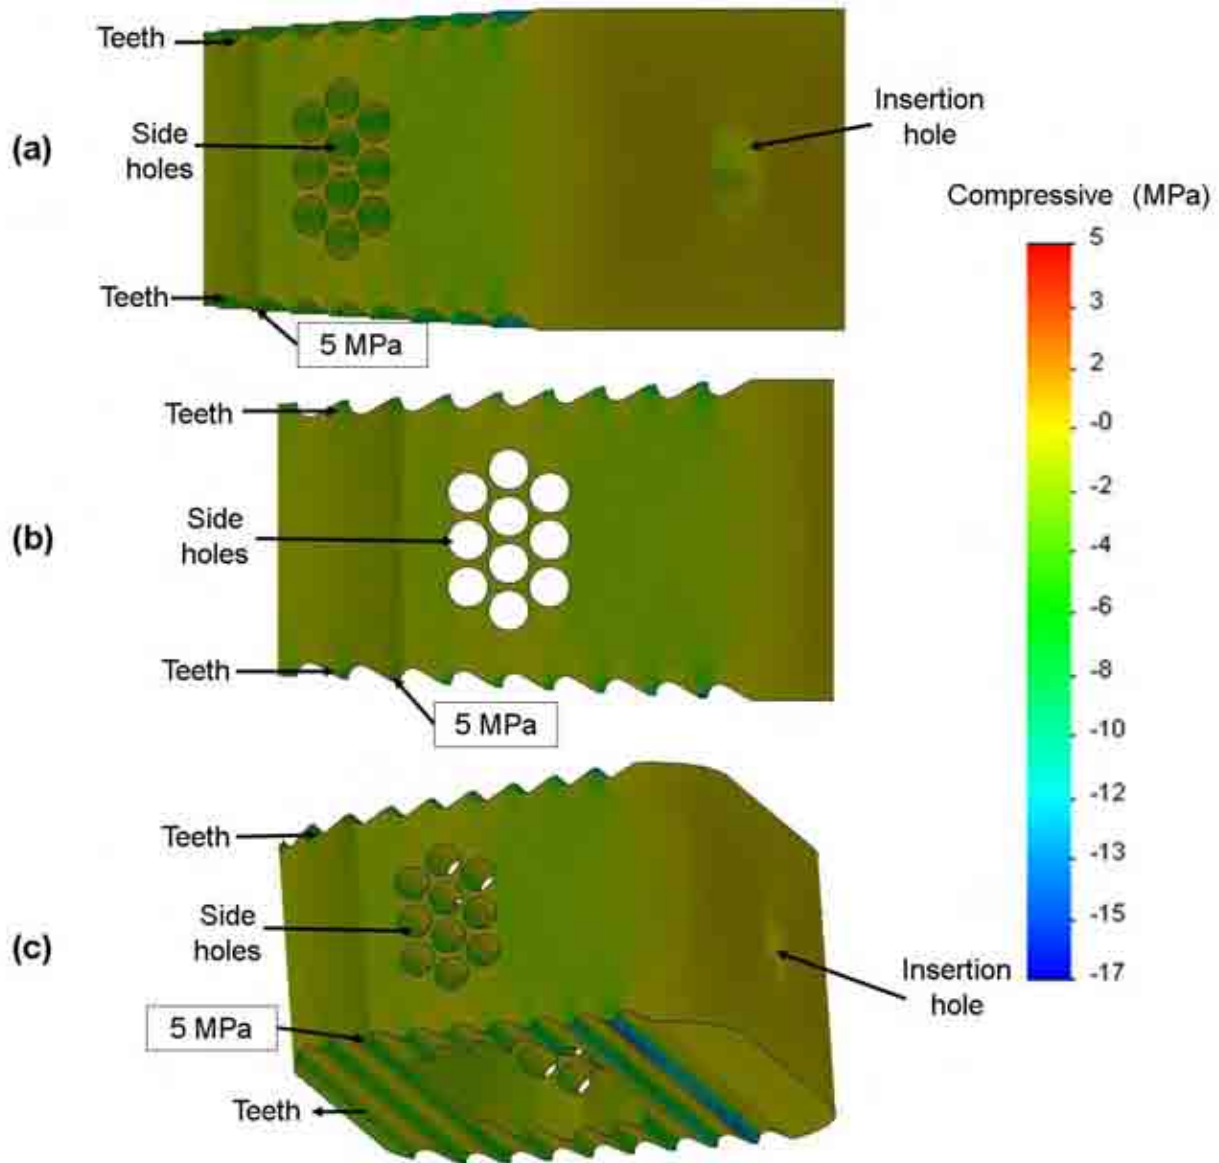 (a)
Teeth
Side
holes
Teeth
5 MPa
Insertion
hole
Compressive (MPa)
5
3
2
-0
-2
-4
-6
-8
-10
-12
-13
-15
-17
(b)
Teeth
Side
holes
Teeth
5 MPa
(c)
Teeth
Side
holes
5 MPa
Teeth
Insertion
hole